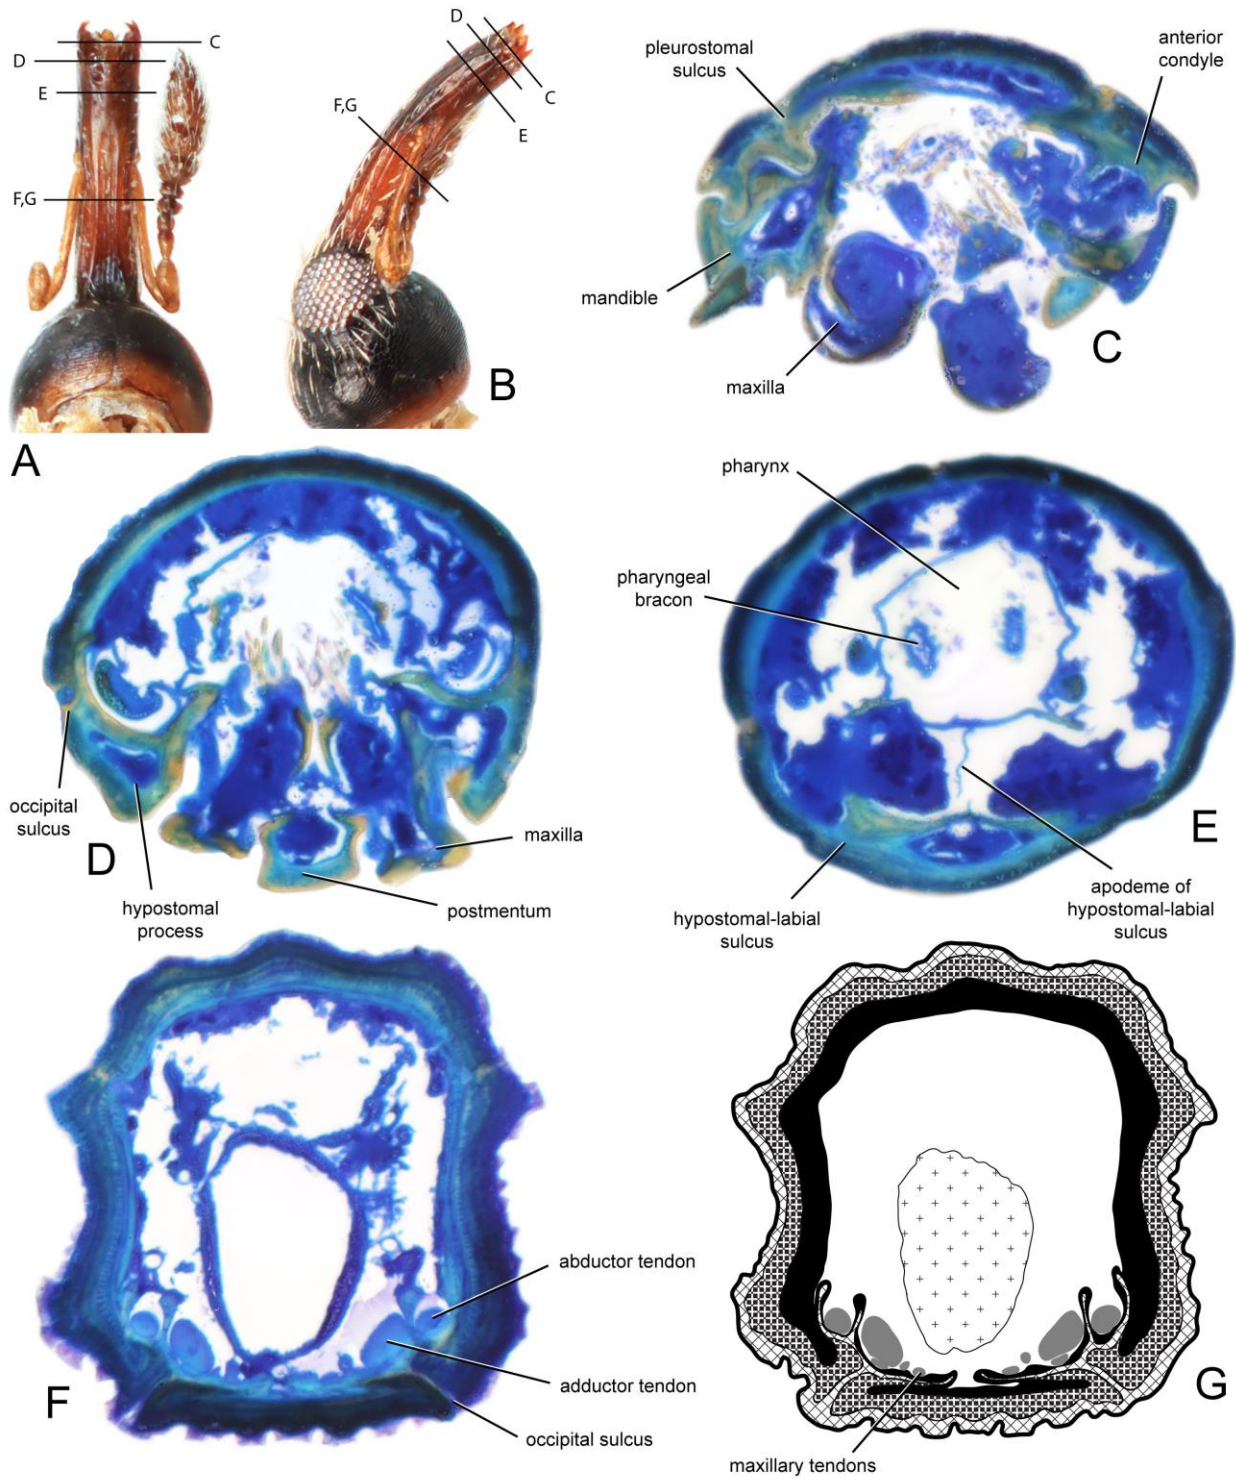 C
D
E
F,G
A
D
C
E
F,G
B
pleurostomal
sulcus
anterior
condyle
mandible
maxilla
C
occipital
sulcus
hypostomal
process
maxilla
postmentum
D
pharynx
pharyngeal
bracon
hypostomal-labial
sulcus
apodeme of
hypostomal-labial
sulcus
E
abductor tendon
adductor tendon
occipital sulcus
F
maxillary tendons
G